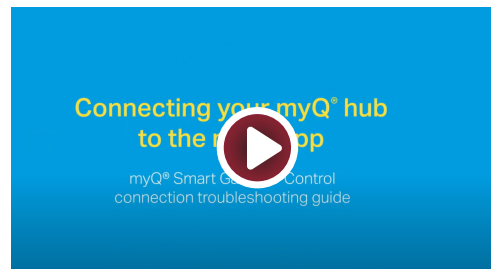 Connecting your myQ® hub
to the
myQ® Smart Control
connection troubleshooting guide